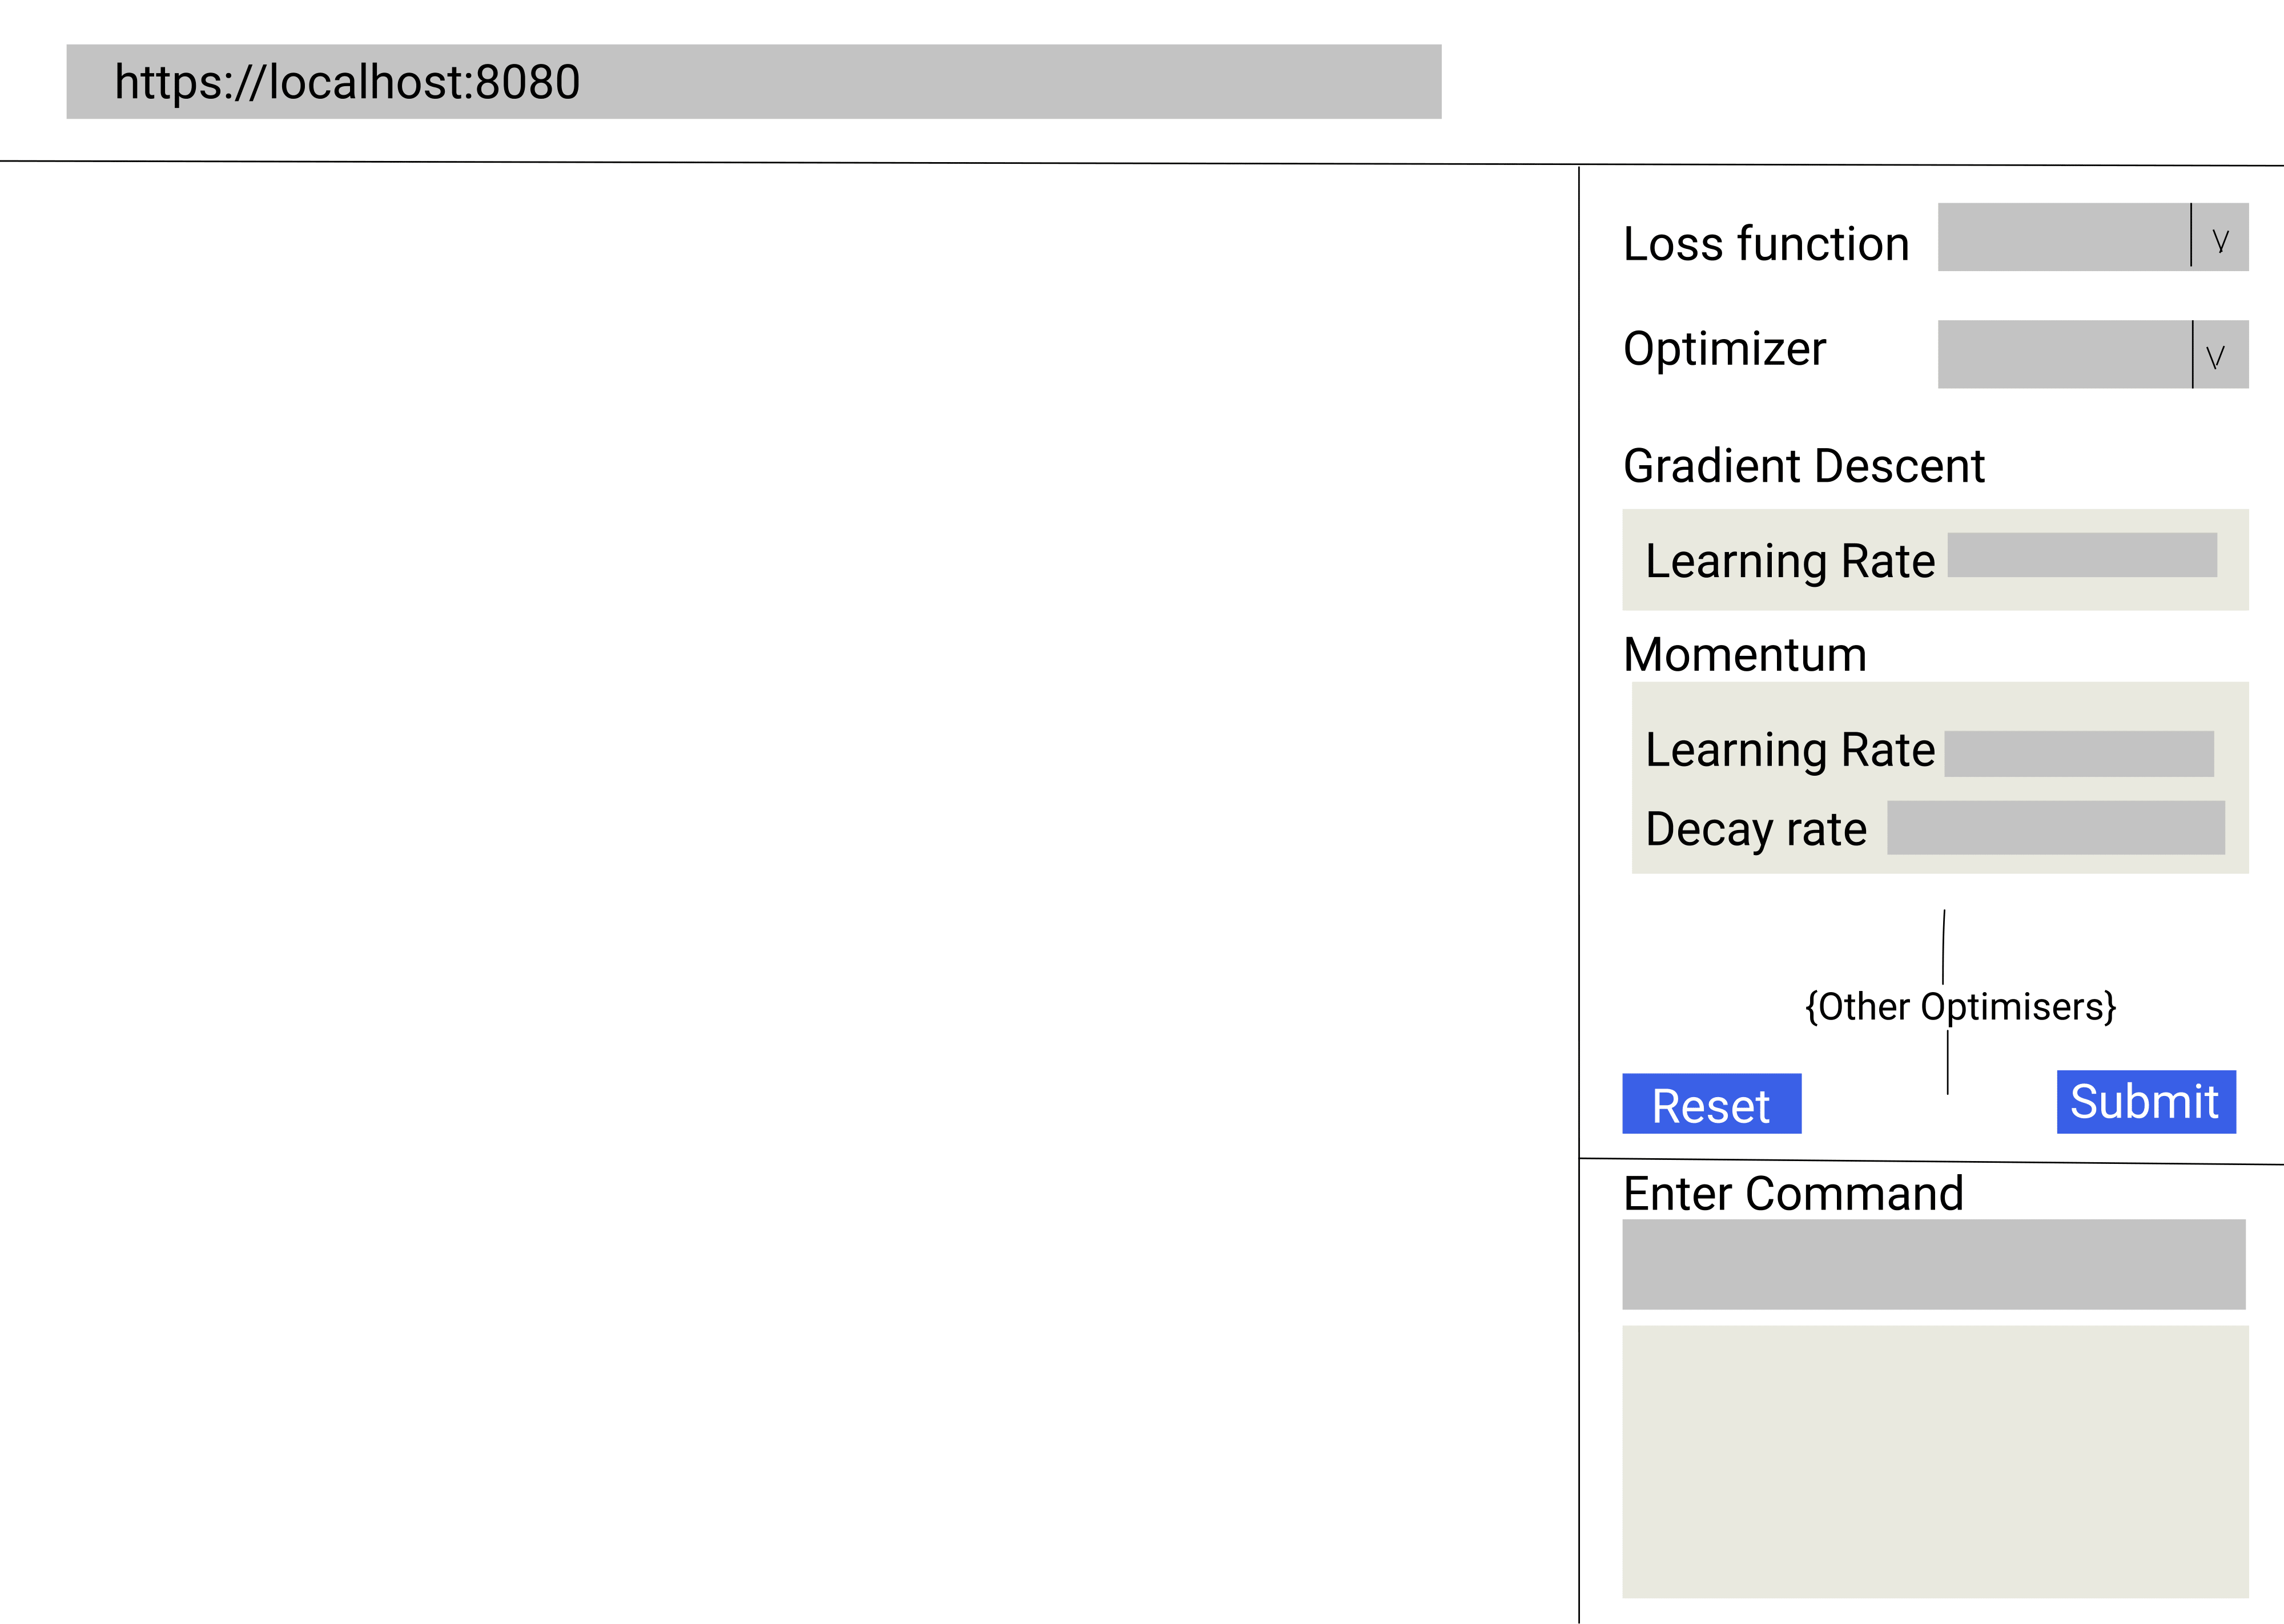 https://localhost:8080
Loss function
Optimizer
Gradient Descent
Learning Rate
Momentum
Learning Rate
Decay rate
{Other Optimisers}
Reset
Submit
Enter Command